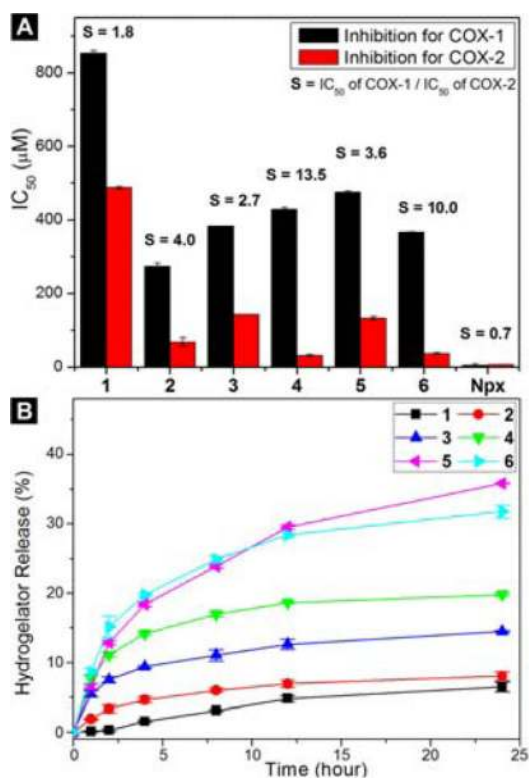 A
S = 1.8
Inhibition for COX-1
Inhibition for COX-2
S = IC50 of COX-1 / IC50 of COX-2
S = 4.0
S = 2.7
S = 13.5
S = 3.6
S = 10.0
S = 0.7
IC50 (μM)
800
600
400
200
0
1 2 3 4 5 6 Npx
B
1 2
3 4
5 6
Hydrogelator Release (%)
40
30
20
10
0
0 5 10 15 20 25
Time (hour)